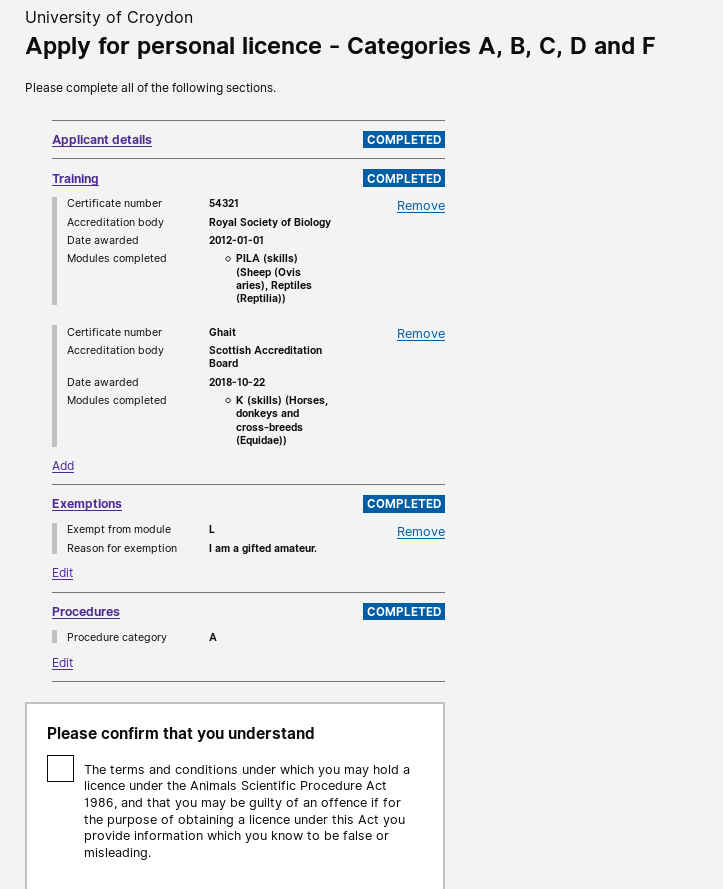 University of Croydon
Apply for personal licence - Categories A, B, C, D and F
Please complete all of the following sections.
Applicant details COMPLETED
Training COMPLETED
Certificate number 54321 Remove
Accreditation body Royal Society of Biology
Date awarded 2012-01-01
Modules completed PILA (skills)
(Sheep (Ovis
aries), Reptiles
(Reptilia))
Certificate number Ghait Remove
Accreditation body Scottish Accreditation
Board
Date awarded 2018-10-22
Modules completed K (skills) (Horses,
donkeys and
cross-breeds
(Equidae))
Add
Exemptions COMPLETED
Exempt from module L Remove
Reason for exemption I am a gifted amateur.
Edit
Procedures COMPLETED
Procedure category A
Edit
Please confirm that you understand
The terms and conditions under which you may hold a
licence under the Animals Scientific Procedure Act
1986, and that you may be guilty of an offence if for
the purpose of obtaining a licence under this Act you
provide information which you know to be false or
misleading.